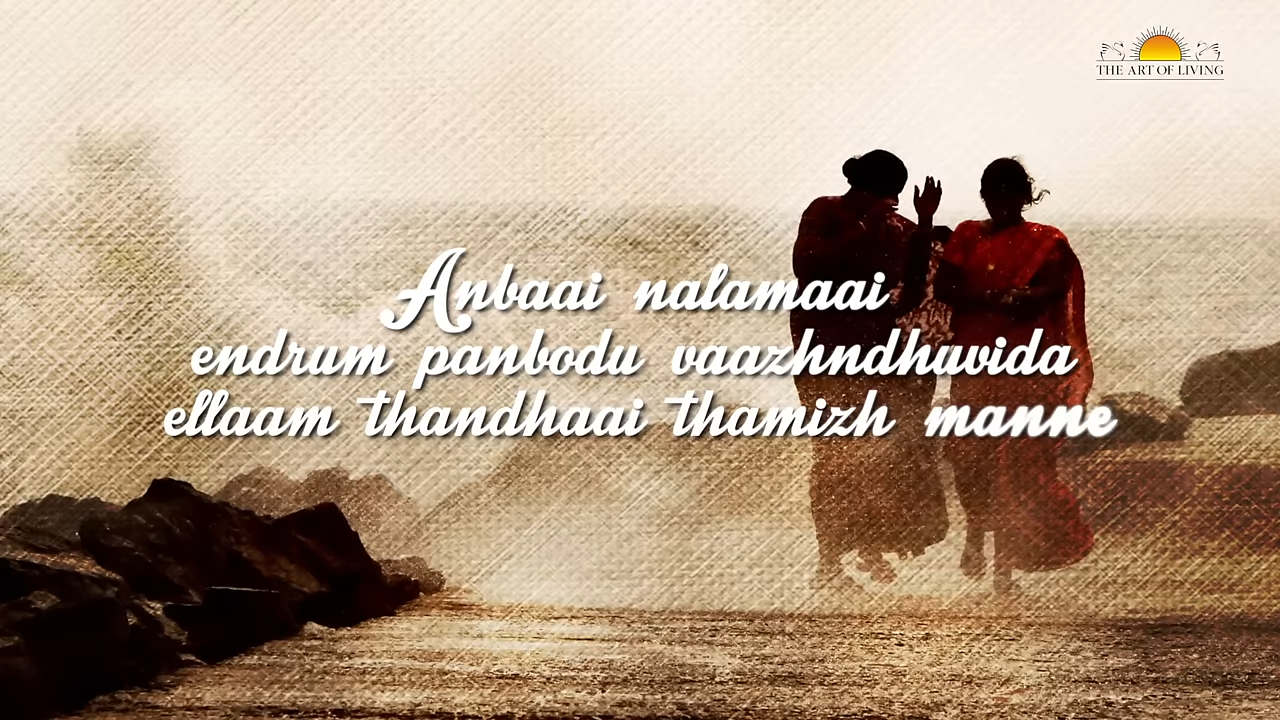 THE ART OF LIVING
Anbaai nalamaai
endrum panbodu vaazhndhuvida
ellaam thandhaai thamizh manne